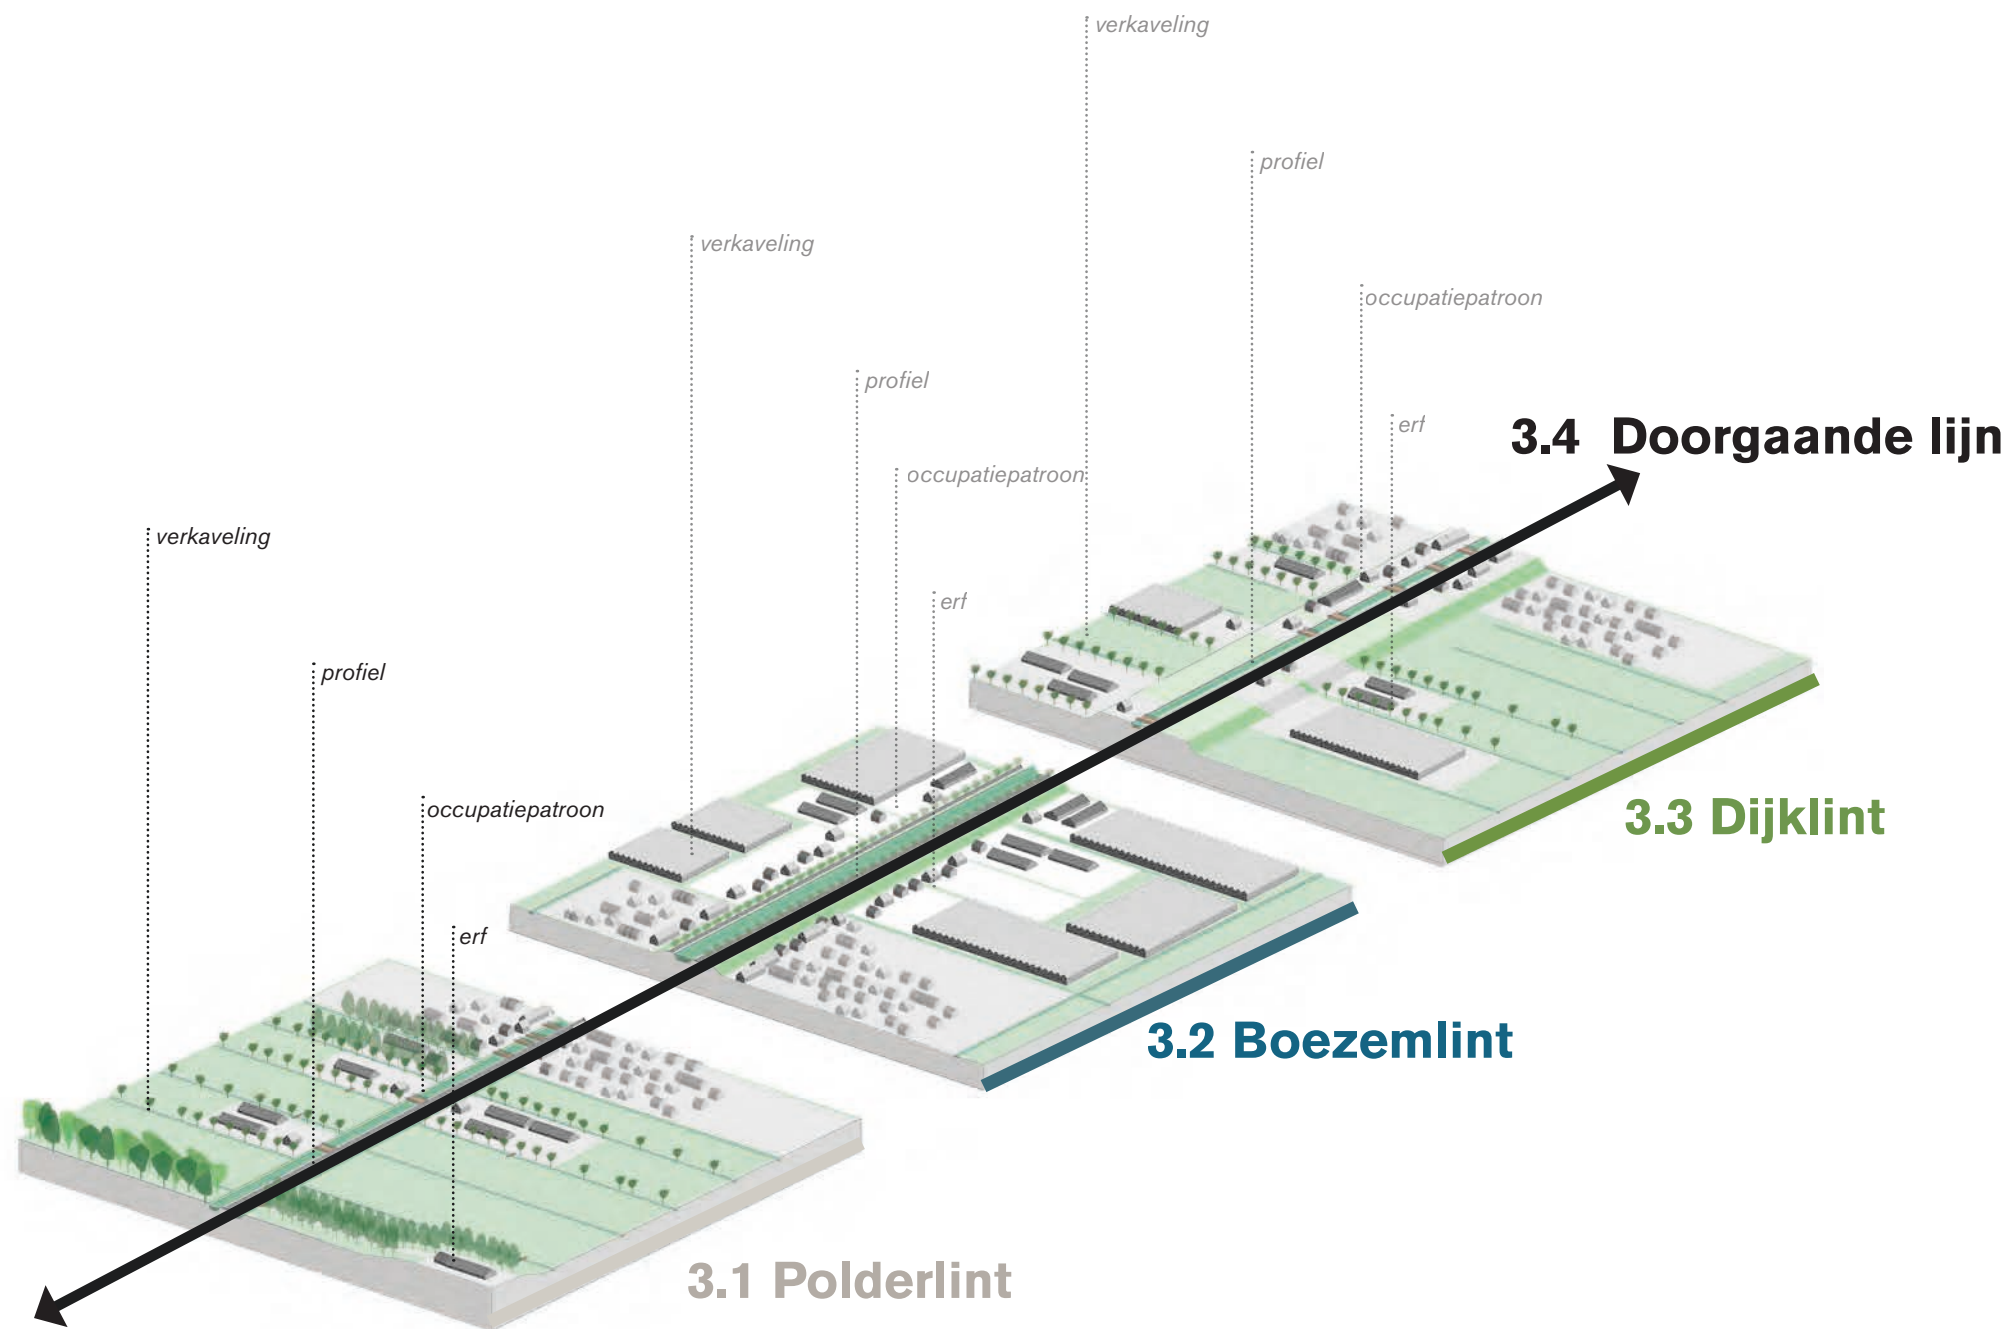 verkaveling
profiel
verkaveling
occupatiepatroon
profiel
erf
3.4 Doorgaande lijn
occupatiepatroon
verkaveling
erf
profiel
occupatiepatroon
3.3 Dijklint
erf
3.2 Boezemlint
3.1 Polderlint